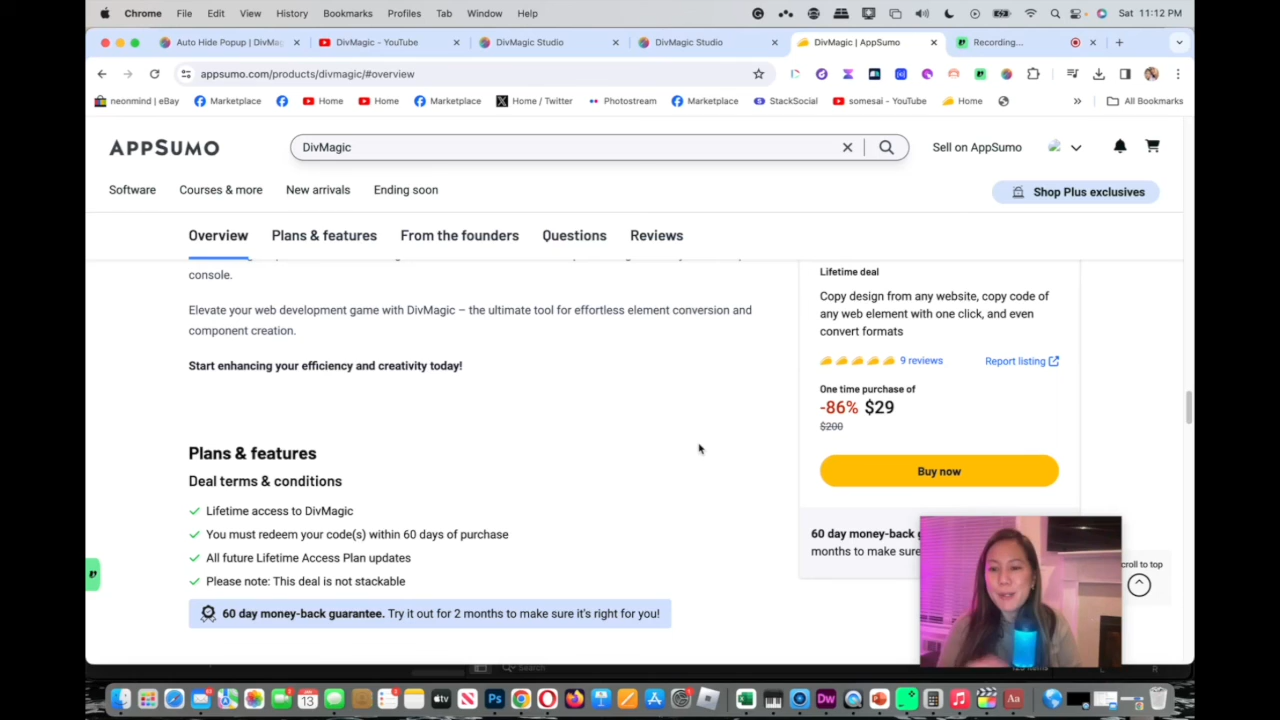 Chrome File Edit View History Bookmarks Profiles Tab Window Help Sat 11:12 PM
Auto Hide Popup | DivMag DivMagic - YouTube DivMagic Studio DivMagic Studio DivMagic | AppSumo Recording...
appsumo.com/products/divmagic/#overview
neonmind | eBay Marketplace Home Home Marketplace Home / Twitter Photostream Marketplace StackSocial somesai - YouTube Home All Bookmarks
APPSUMO
DivMagic
Sell on AppSumo
Software Courses & more New arrivals Ending soon
Shop Plus exclusives
Overview Plans & features From the founders Questions Reviews
console.
Elevate your web development game with DivMagic – the ultimate tool for effortless element conversion and
component creation.
Start enhancing your efficiency and creativity today!
Plans & features
Deal terms & conditions
Lifetime access to DivMagic
You must redeem your code(s) within 60 days of purchase
All future Lifetime Access Plan updates
Please note: This deal is not stackable
60 day money-back guarantee. Try it out for 2 months to make sure it's right for you!
Lifetime deal
Copy design from any website, copy code of
any web element with one click, and even
convert formats
9 reviews Report listing
One time purchase of
-86% $29
$200
Buy now
60 day money-back
months to make sure
croll to top
Search